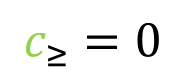 c≥ = 0